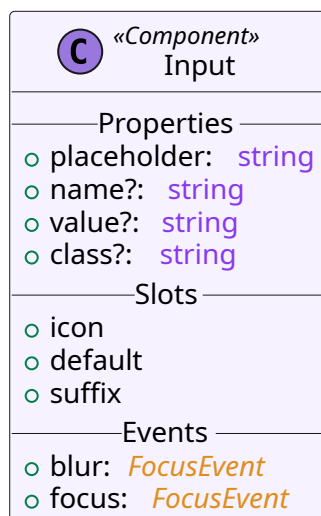 C
«Component»
Input
Properties
placeholder: string
name?: string
value?: string
class?: string
Slots
icon
default
suffix
Events
blur: FocusEvent
focus: FocusEvent